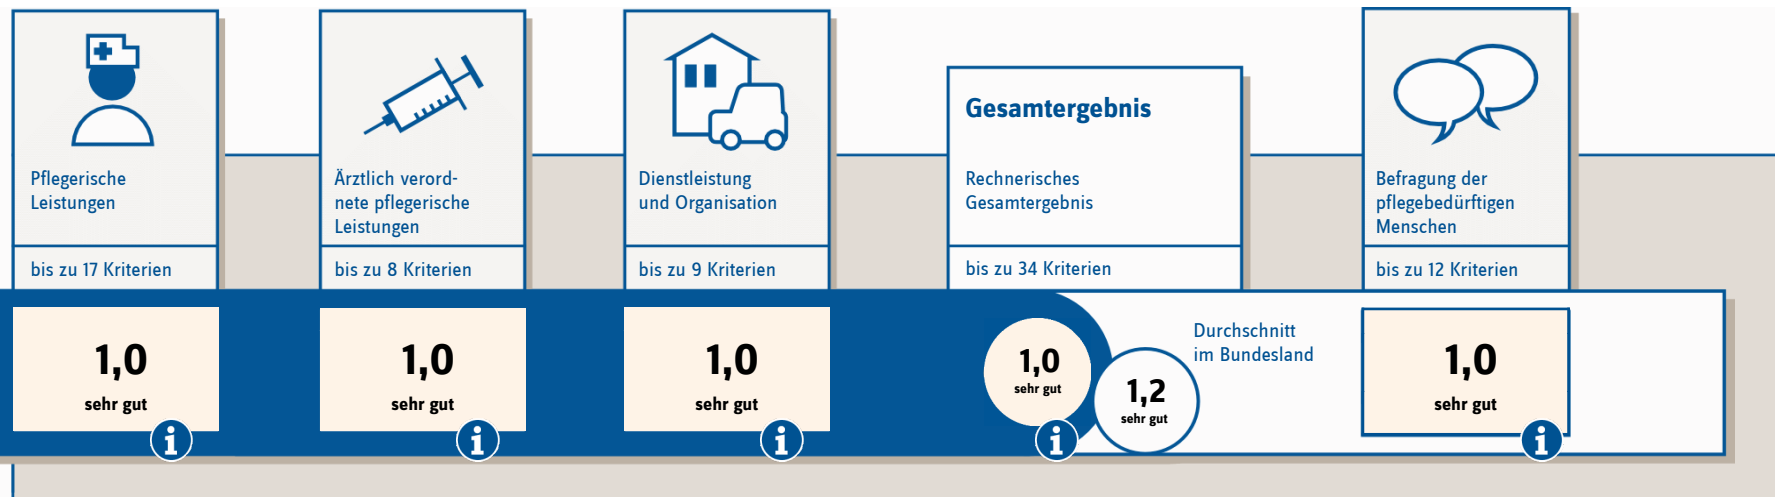 Pflegerische
Leistungen
bis zu 17 Kriterien
1,0
sehr gut
i
Ärztlich verord-
nete pflegerische
Leistungen
bis zu 8 Kriterien
1,0
sehr gut
i
Dienstleistung
und Organisation
bis zu 9 Kriterien
1,0
sehr gut
i
Gesamtergebnis
Rechnerisches
Gesamtergebnis
bis zu 34 Kriterien
1,0
sehr gut
i
Durchschnitt
im Bundesland
1,2
sehr gut
Befragung der
pflegebedürftigen
Menschen
bis zu 12 Kriterien
1,0
sehr gut
i